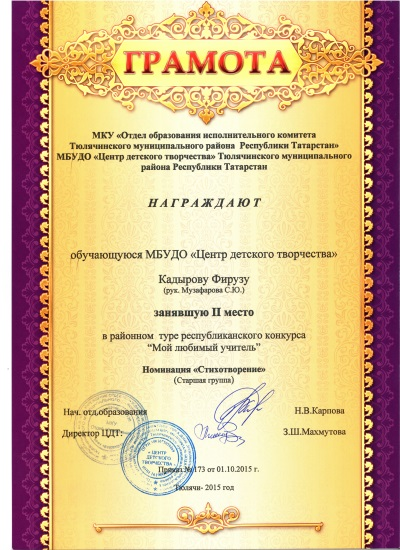 ГРАМОТА
МКУ «Отдел образования исполнительного комитета
Тюлячинского муниципального района Республики Татарстан»
МБУДО «Центр детского творчества» Тюлячинского муниципального
района Республики Татарстан
НАГРАЖДАЮТ
обучающуюся МБУДО «Центр детского творчества»
Кадырову Фирузу
(рук. Музафарова С.Ю.)
занявшую II место
в районном туре республиканского конкурса
“Мой любимый учитель”
Номинация «Стихотворение»
(Старшая группа)
Нач. отд.образования Н.В.Карпова
Директор ЦДТ: З.Ш.Махмутова
ЦЕНТР
ДЕТСКОГО
ТВОРЧЕСТВА
Приказ № 173 от 01.10.2015 г.
Тюлячи- 2015 год